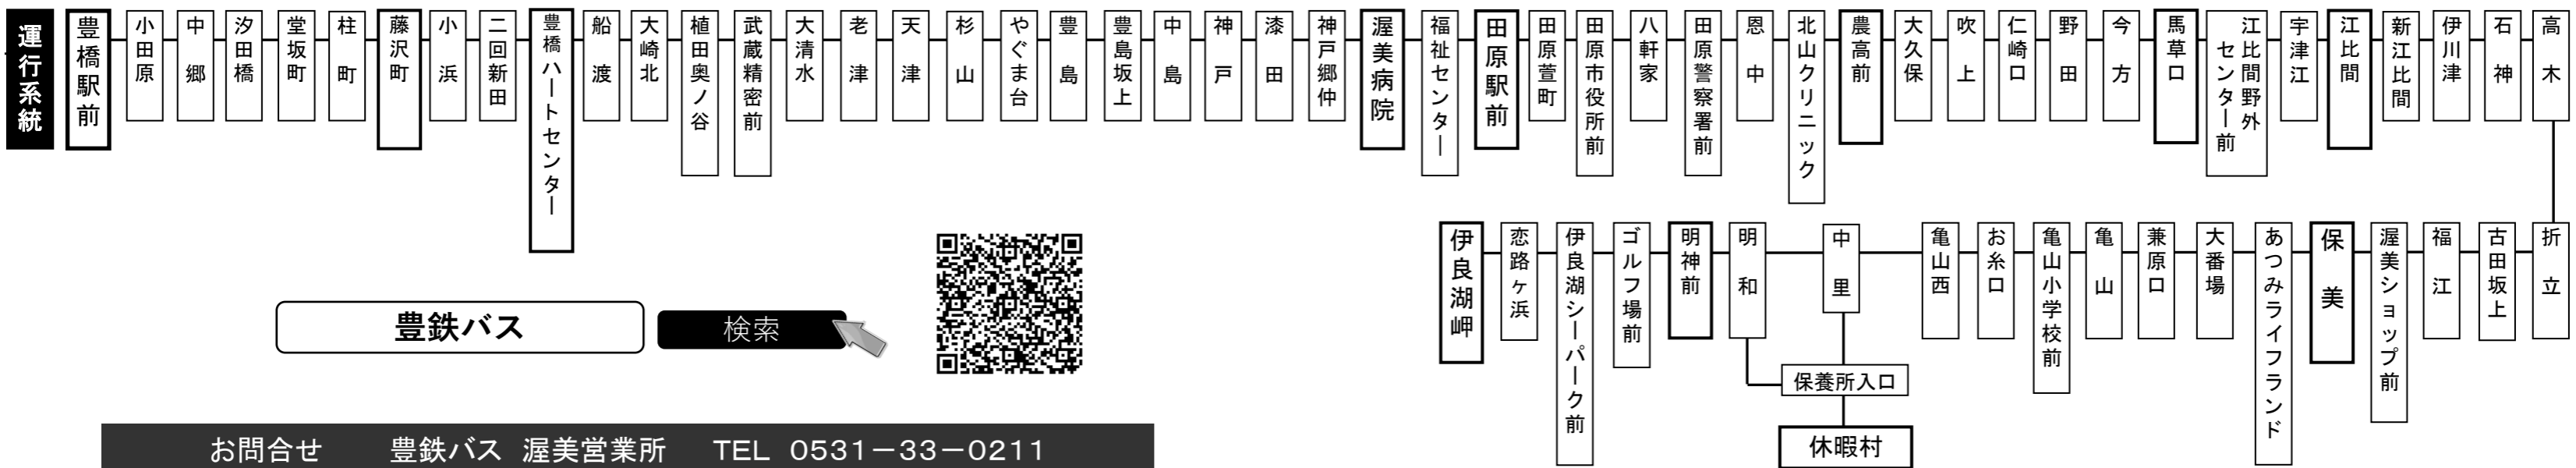 運行系統
豊橋駅前
小田原
中郷
汐田橋
堂坂町
柱町
藤沢町
小浜
二回新田
豊橋ハートセンター
船渡
大崎北
植田奥ノ谷
武蔵精密前
大清水
老津
天津
杉山
やぐま台
豊島
豊島坂上
中島
神戸
漆田
神戸郷仲
渥美病院
福祉センター
田原駅前
田原萱町
田原市役所前
八軒家
田原警察署前
恩中
北山クリニック
農高前
大久保
吹上
仁崎口
野田
今方
馬草口
江比間野外
センター前
宇津江
江比間
新江比間
伊川津
石神
高木
折立
古田坂上
福江
渥美ショップ前
保美
あつみライフランド
大番場
兼原口
亀山
亀山小学校前
お糸口
亀山西
中里
明和
保養所入口
休暇村
明神前
ゴルフ場前
伊良湖シーパーク前
恋路ヶ浜
伊良湖岬
豊鉄バス
検索
お問合せ 豊鉄バス 渥美営業所 TEL 0531－33－0211